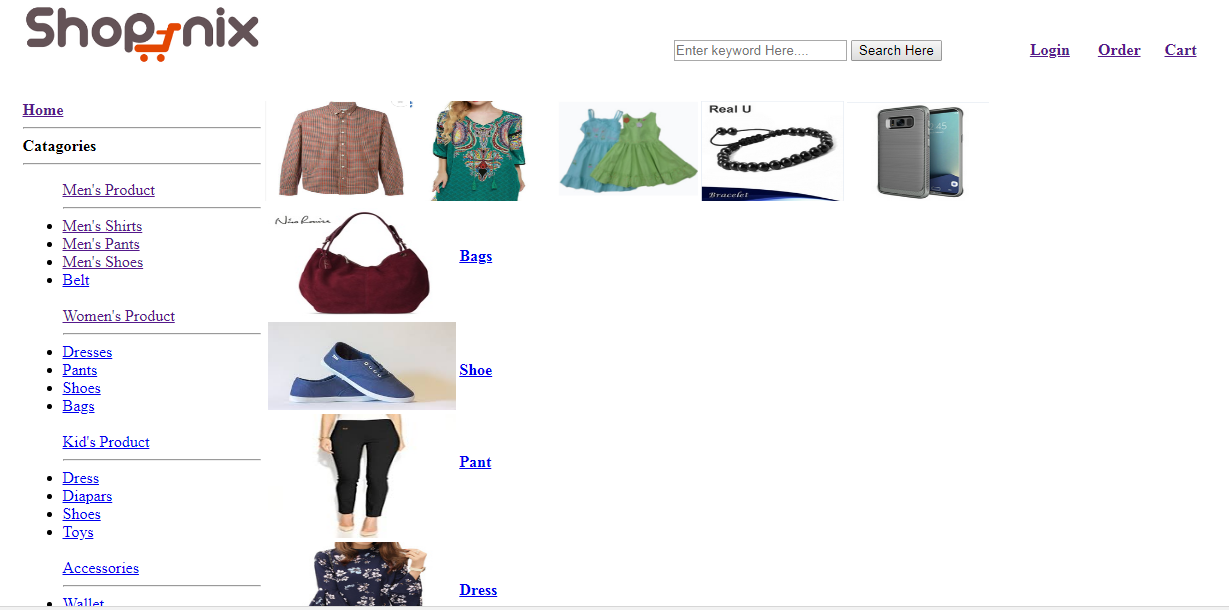 Shopnix
Enter keyword Here....
Search Here
Login
Order
Cart
Home
Catagories
Men's Product
Men's Shirts
Men's Pants
Men's Shoes
Belt
Women's Product
Dresses
Pants
Shoes
Bags
Kid's Product
Dress
Diapars
Shoes
Toys
Accessories
Wallet
Real U
Bracelet
45
Bags
Shoe
Pant
Dress